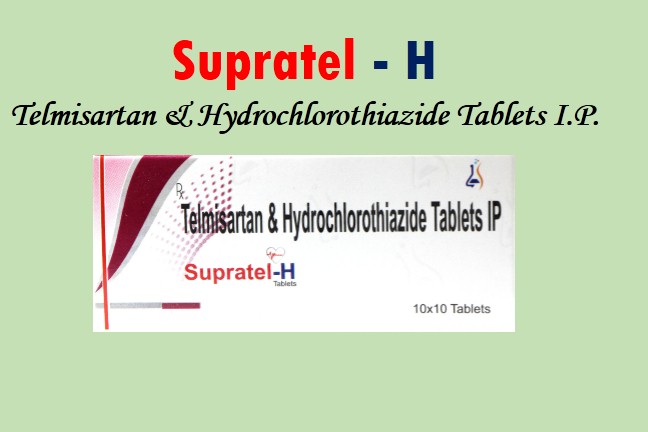 Supratel - H
Telmisartan & Hydrochlorothiazide Tablets I.P.
Rx
Telmisartan & Hydrochlorothiazide Tablets IP
Supratel-H
Tablets
10x10 Tablets